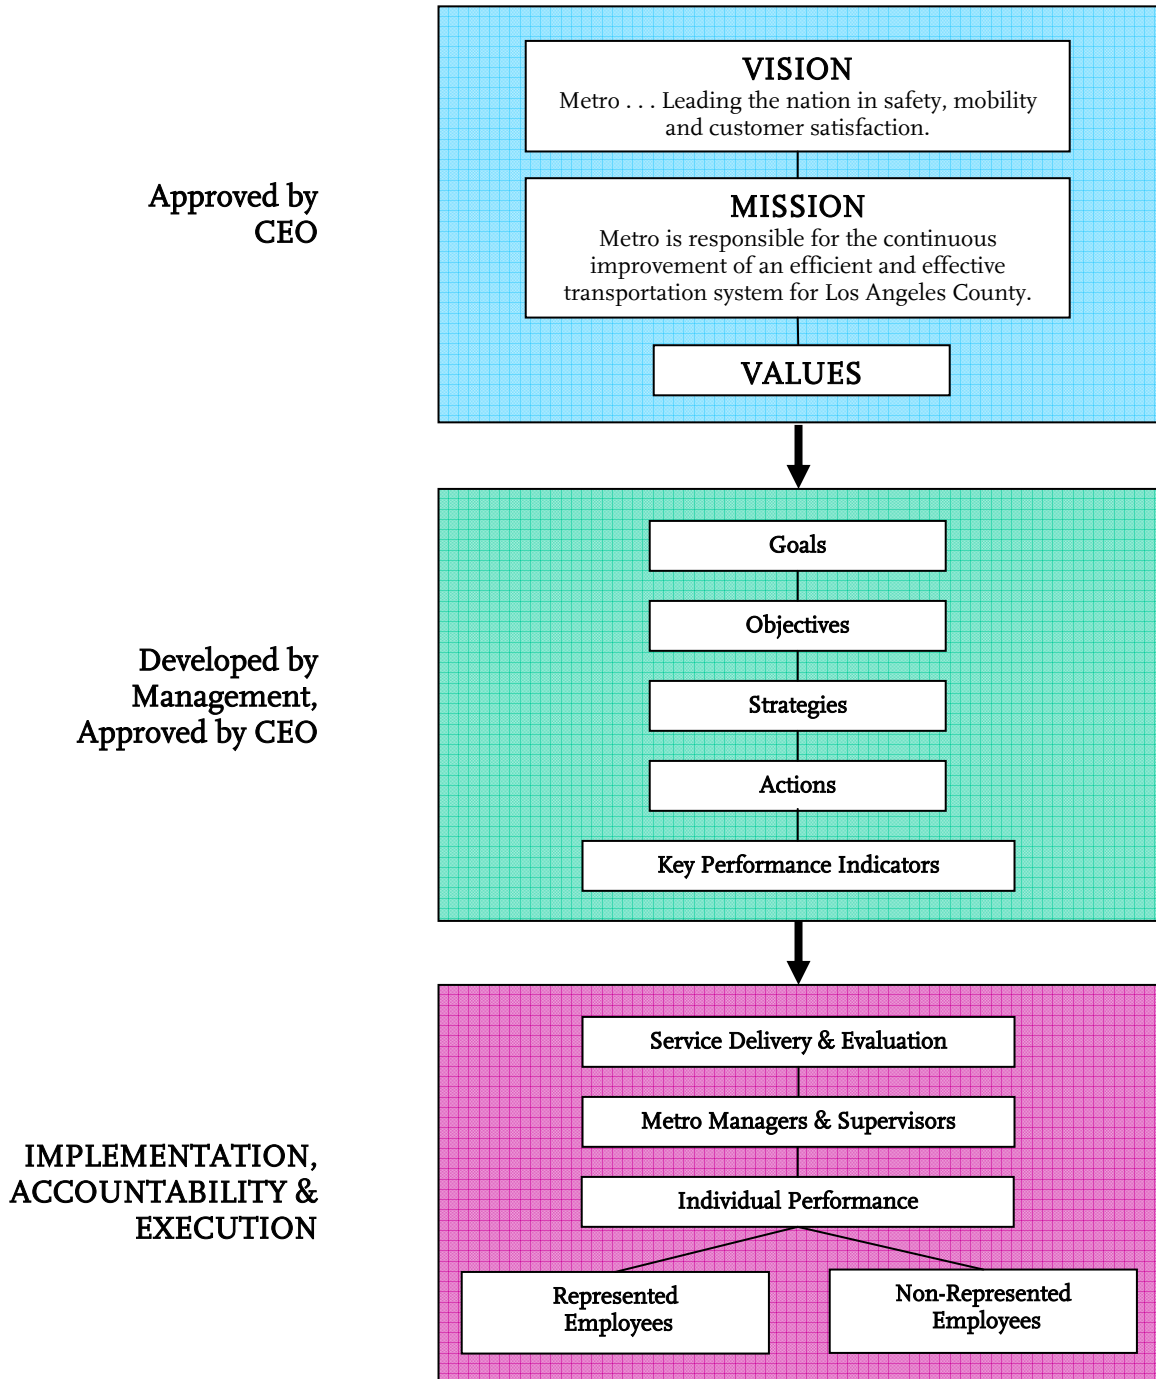 VISION
Metro . . . Leading the nation in safety, mobility
and customer satisfaction.
Approved by
CEO
MISSION
Metro is responsible for the continuous
improvement of an efficient and effective
transportation system for Los Angeles County.
VALUES
Goals
Objectives
Developed by
Management,
Approved by CEO
Strategies
Actions
Key Performance Indicators
Service Delivery & Evaluation
Metro Managers & Supervisors
IMPLEMENTATION,
ACCOUNTABILITY &
EXECUTION
Individual Performance
Represented
Employees
Non-Represented
Employees